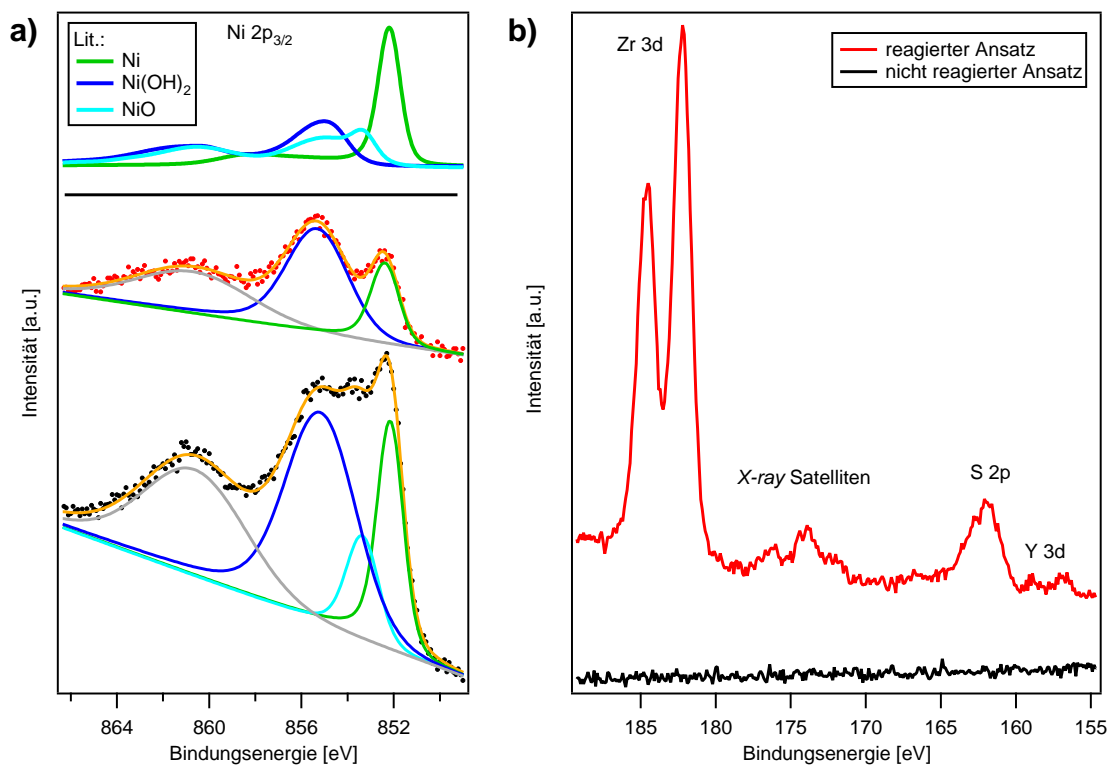 a)
Lit.:
Ni
Ni(OH)2
NiO
Ni 2p3/2
Intensität [a.u.]
864
860
856
852
Bindungsenergie [eV]
b)
Zr 3d
reagierter Ansatz
nicht reagierter Ansatz
X-ray Satelliten
S 2p
Y 3d
Intensität [a.u.]
185
180
175
170
165
160
155
Bindungsenergie [eV]